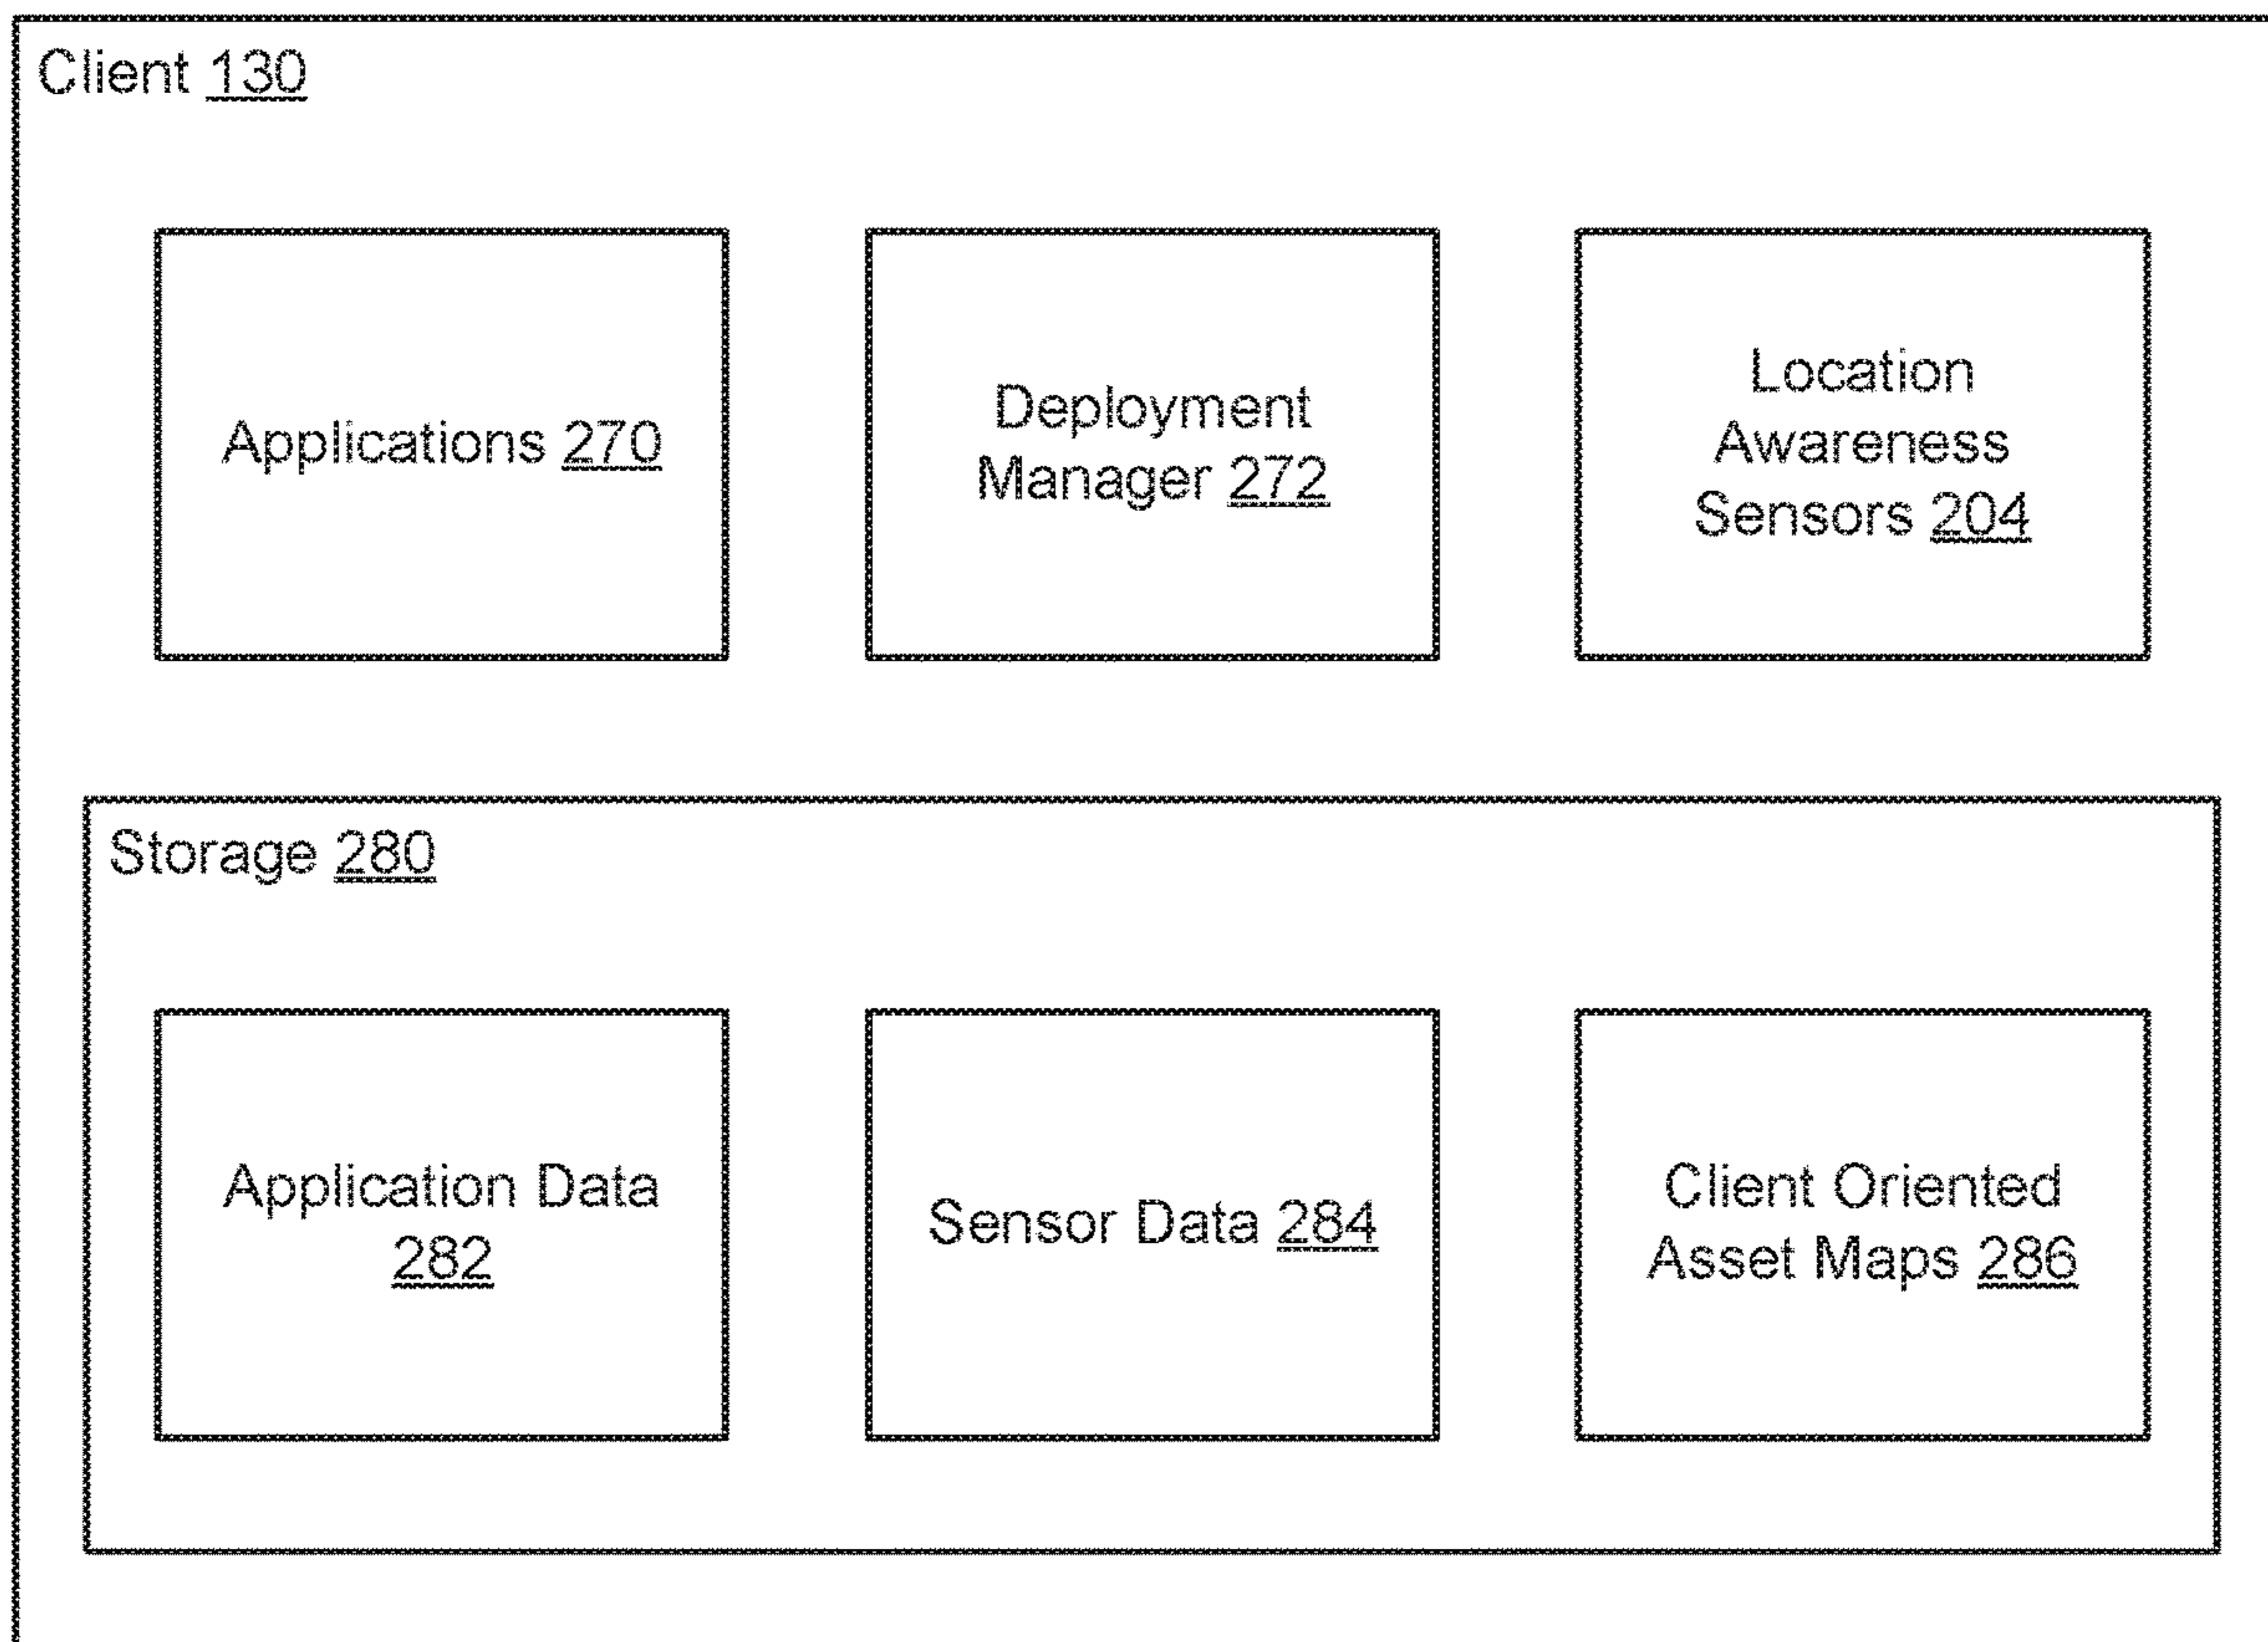 Client 130
Applications 270
Deployment
Manager 272
Location
Awareness
Sensors 204
Storage 280
Application Data
282
Sensor Data 284
Client Oriented
Asset Maps 286